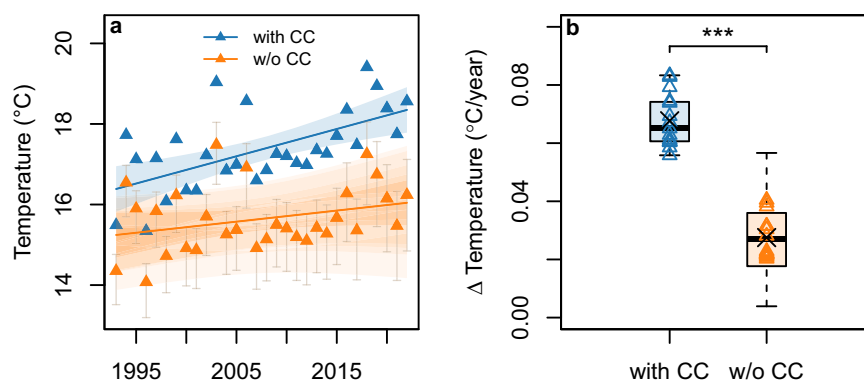 a
with CC
w/o CC
Temperature (°C)
20
18
16
14
1995
2005
2015
b
***
Δ Temperature (°C/year)
0.08
0.04
0.00
with CC
w/o CC